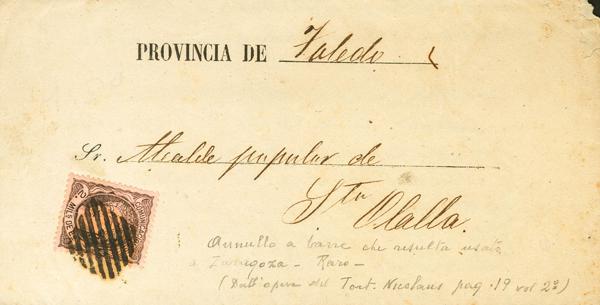 PROVINCIA DE Toledo
Sr. Alcalde popular de
Sta Olalla.
Annullo a barre che risulta usato
a Zaragoza - Raro -
(Dall'opera del Tort. Nicolaus pag. 19 vol 2º)